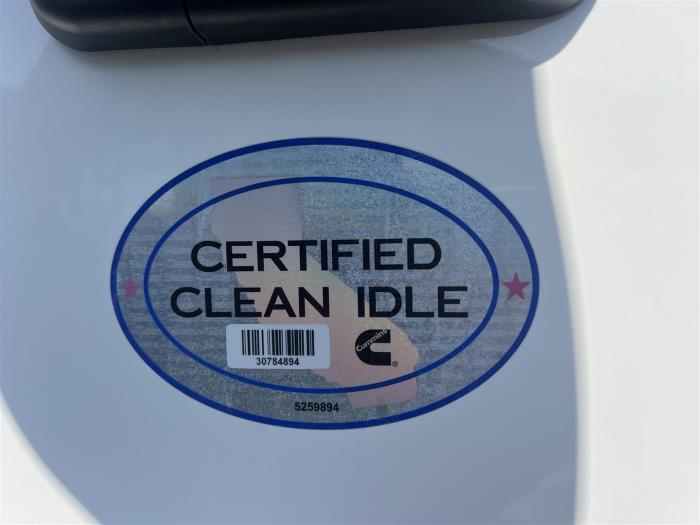 CERTIFIED
CLEAN IDLE
Cummins
®
30784894
5259894